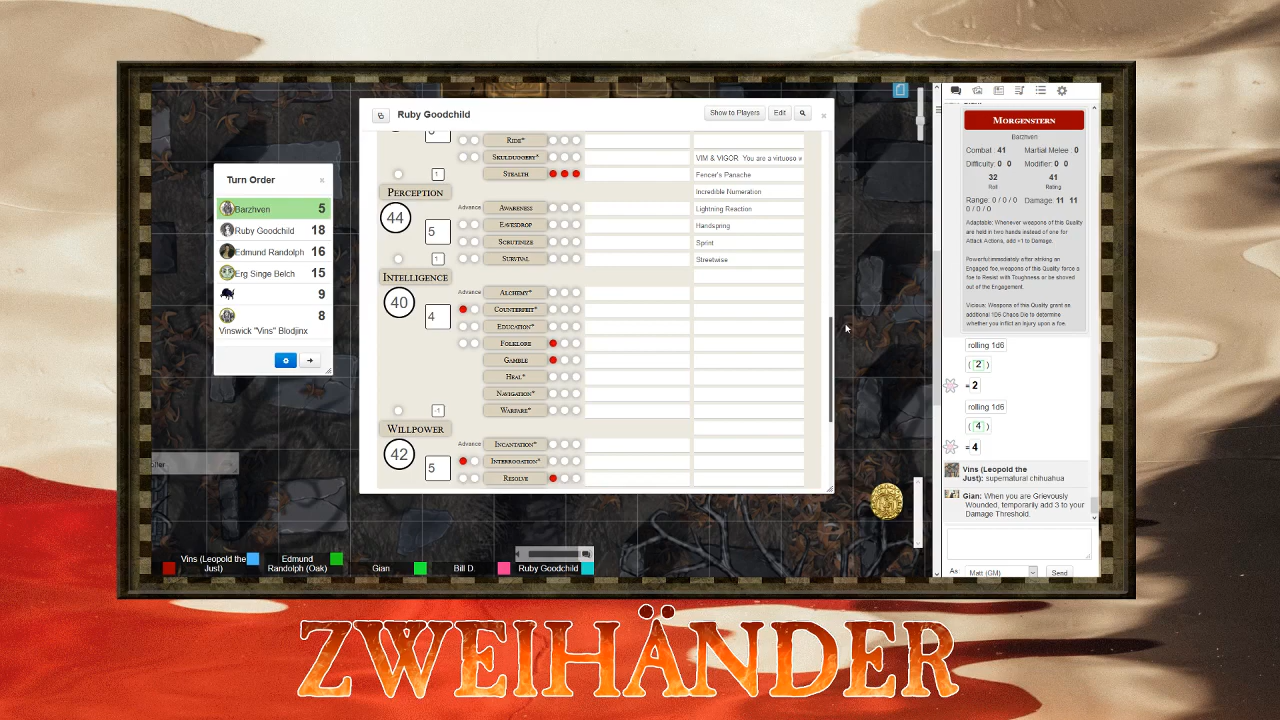 Ruby Goodchild
Show to Players
Edit
Turn Order
Barzhven 5
Ruby Goodchild 18
Edmund Randolph 16
Erg Singe Belch 15
9
8
Vinswick "Vins" Blodjinx
Ride*
Skulduggery*
VIM & VIGOR You are a virtuoso w
1
Stealth
Fencer's Panache
Perception
Incredible Numeration
44
Advance
Awareness
Lightning Reaction
5
Eavesdrop
Handspring
Scrutinize
Sprint
1
Survival
Streetwise
Intelligence
40
Advance
Alchemy*
4
Counterfeit*
Education*
Folklore
Gamble
Heal*
Navigation*
-1
Warfare*
Willpower
42
Advance
Incantation*
5
Interrogation*
Resolve
Morgenstern
Barzhven
Combat 41 Martial Melee 0
Difficulty: 0 0 Modifier: 0 0
32 41
Roll Rating
Range: 0 / 0 / 0 Damage: 11 11
0 / 0 / 0
Adaptable: Whenever weapons of this Quality
are held in two hands instead of one for
Attack Actions, add +1 to Damage.
Powerful: Immediately after striking an
Engaged foe, weapons of this Quality force a
foe to Resist with Toughness or be shoved
out of the Engagement.
Vicious: Weapons of this Quality grant an
additional 1D6 Chaos Die to determine
whether you inflict an Injury upon a foe.
rolling 1d6
(2)
=2
rolling 1d6
(4)
=4
Vins (Leopold the
Just): supernatural chihuahua
Gian: When you are Grievously
Wounded, temporarily add 3 to your
Damage Threshold.
As: Matt (GM) Send
Vins (Leopold the
Just)
Edmund
Randolph (Oak)
Gian
Bill D.
Ruby Goodchild
ZWEIHÄNDER